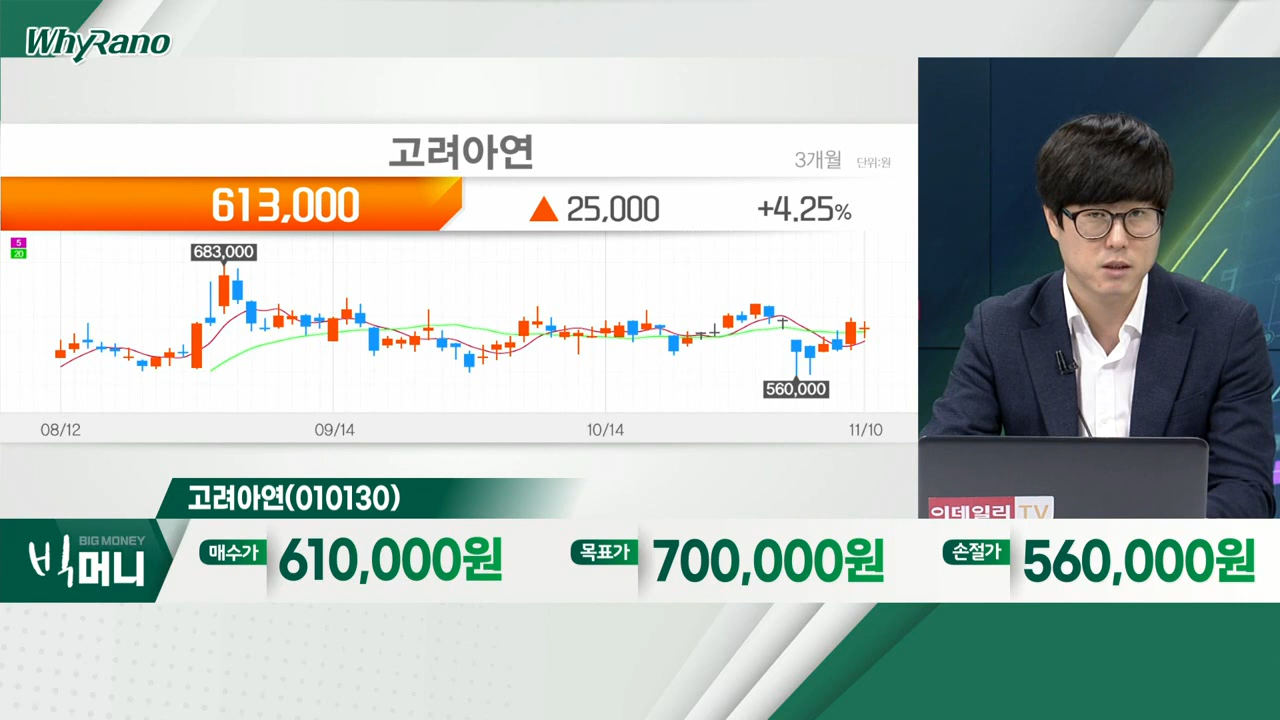 WhyRano
고려아연
3개월 단위:원
613,000 ▲ 25,000 +4.25%
5
20
683,000
560,000
08/12 09/14 10/14 11/10
고려아연(010130)
이데일리TV
BIG MONEY
빅머니
매수가 610,000원
목표가 700,000원
손절가 560,000원